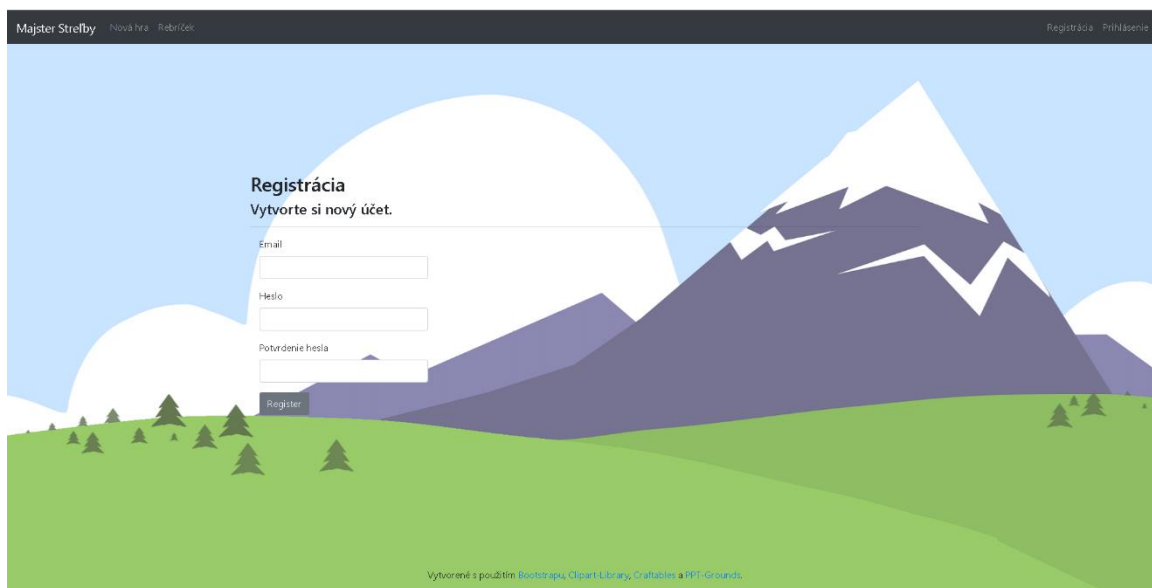 Majster Streľby Nová hra Rebríček Registrácia Prihlásenie
Registrácia
Vytvorte si nový účet.
Email
Heslo
Potvrdenie hesla
Register
Vytvorené s použitím Bootstrapu, Clipart-Library, Craftables a PPT-Grounds.